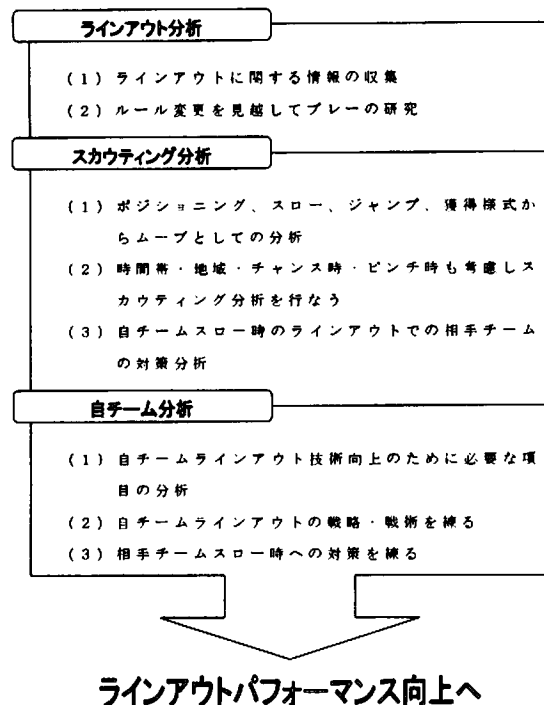 ラインアウト分析
(1) ラインアウトに関する情報の収集
(2) ルール変更を見越してプレーの研究
スカウティング分析
(1) ポジショニング、スロー、ジャンプ、獲得様式か
らムーブとしての分析
(2) 時間帯・地域・チャンス時・ピンチ時も考慮しス
カウティング分析を行なう
(3) 自チームスロー時のラインアウトでの相手チーム
の対策分析
自チーム分析
(1) 自チームラインアウト技術向上のために必要な項
目の分析
(2) 自チームラインアウトの戦略・戦術を練る
(3) 相手チームスロー時への対策を練る
ラインアウトパフォーマンス向上へ